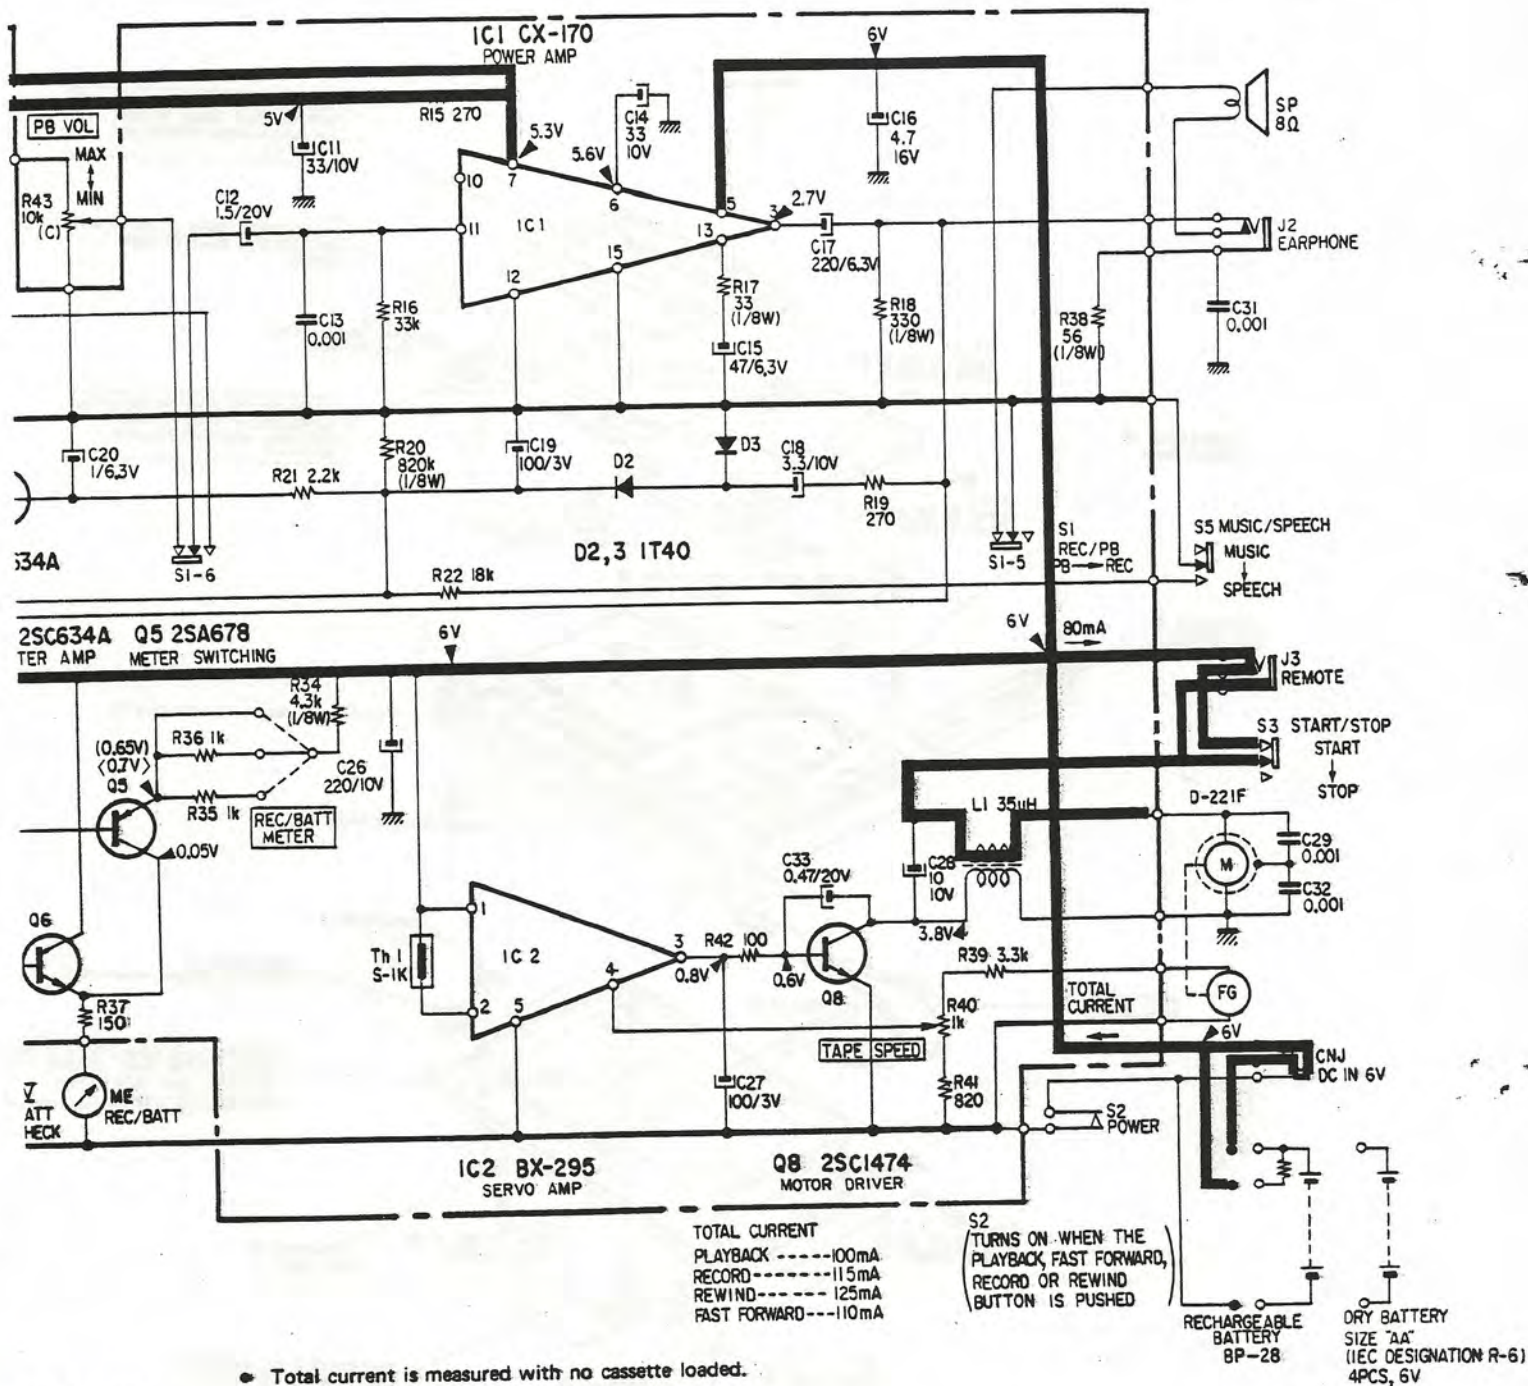 IC1 CX-170
POWER AMP
6V
5V
R15 270
PB VOL
MAX
MIN
R43
10k
(C)
C11
33/10V
C12
1.5/20V
5.3V
5.6V
C14
33
10V
C16
4.7
16V
SP
8Ω
10
7
6
5
3
2.7V
11
IC1
13
15
12
C17
220/6.3V
J2
EARPHONE
C13
0.001
R16
33k
R17
33
(1/8W)
C15
47/6.3V
R18
330
(1/8W)
R38
56
(1/8W)
C31
0.001
C20
1/6.3V
R21 2.2k
R20
820k
(1/8W)
C19
100/3V
D2
D3
C18
3.3/10V
R19
270
634A
S1-6
D2,3 1T40
R22 18k
S1-5
S1
REC/PB
PB → REC
S5 MUSIC/SPEECH
MUSIC
SPEECH
2SC634A Q5 2SA678
TER AMP METER SWITCHING
6V
6V
80mA
J3
REMOTE
R34
4.3k
(1/8W)
R36 1k
(0.65V)
<0.7V>
Q5
R35 1k
REC/BATT
METER
C26
220/10V
0.05V
S3 START/STOP
START
STOP
L1 35uH
D-221F
C29
0.001
M
C32
0.001
C28
10
10V
C33
0.47/20V
Q6
Th1
S-1K
1
2
IC2
3
4
5
0.8V
R42 100
0.6V
Q8
3.8V
R39 3.3k
R40
1k
TOTAL
CURRENT
FG
6V
TAPE SPEED
R37
150
CNJ
DC IN 6V
V
ATT
HECK
ME
REC/BATT
C27
100/3V
R41
820
S2
POWER
IC2 BX-295
SERVO AMP
Q8 2SC1474
MOTOR DRIVER
TOTAL CURRENT
PLAYBACK -----100mA
RECORD-------115mA
REWIND------ 125mA
FAST FORWARD---110mA
S2
(TURNS ON WHEN THE
PLAYBACK, FAST FORWARD,
RECORD OR REWIND
BUTTON IS PUSHED)
RECHARGEABLE
BATTERY
BP-28
DRY BATTERY
SIZE "AA"
(IEC DESIGNATION R-6)
4PCS, 6V
● Total current is measured with no cassette loaded.